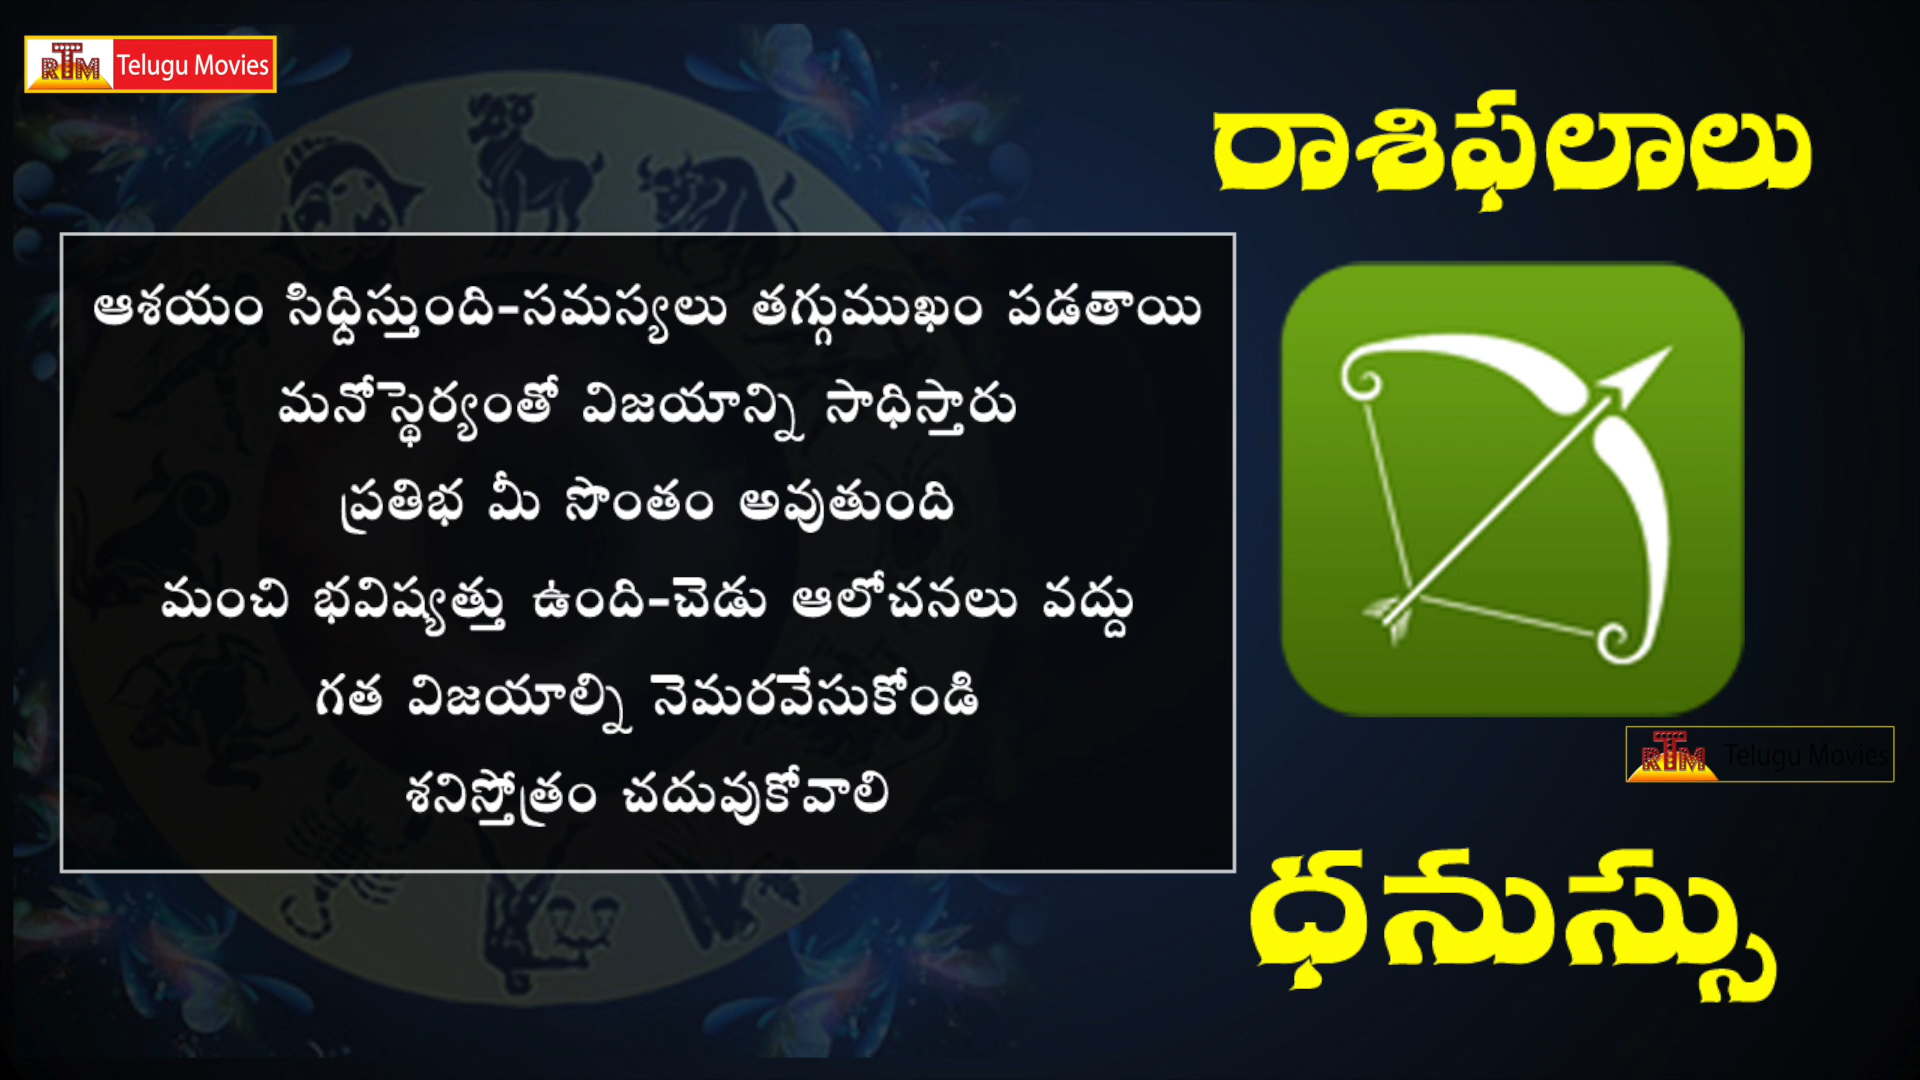 RTM Telugu Movies
రాశిఫలాలు
ఆశయం సిధ్దిస్తుంది-సమస్యలు తగ్గుముఖం పడతాయి
మనోస్థెర్యంతో విజయాన్ని సాధిస్తారు
ప్రతిభ మీ సొంతం అవుతుంది
మంచి భవిష్యత్తు ఉంది-చెడు ఆలోచనలు వద్దు
గత విజయాల్ని నెమరవేసుకోండి
శనిస్తోత్రం చదువుకోవాలి
RTM Telugu Movies
ధనుస్సు